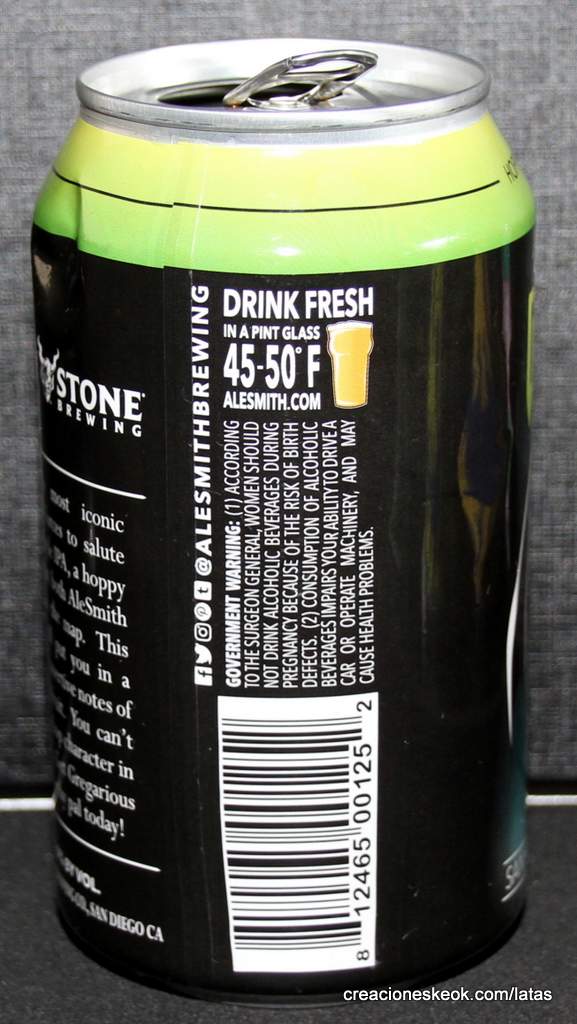 HO
STONE
BREWING
most iconic
to salute
IPA, a hoppy
AleSmith
map. This
you in a
notes of
You can't
character in
Gregarious
pal today!
VOL.
CO., SAN DIEGO CA
@ALESMITHBREWING
DRINK FRESH
IN A PINT GLASS
45-50° F
ALESMITH.COM
GOVERNMENT WARNING: (1) ACCORDING
TO THE SURGEON GENERAL, WOMEN SHOULD
NOT DRINK ALCOHOLIC BEVERAGES DURING
PREGNANCY BECAUSE OF THE RISK OF BIRTH
DEFECTS. (2) CONSUMPTION OF ALCOHOLIC
BEVERAGES IMPAIRS YOUR ABILITY TO DRIVE A
CAR OR OPERATE MACHINERY, AND MAY
CAUSE HEALTH PROBLEMS.
8 12465 00125 2
creacioneskeok.com/latas